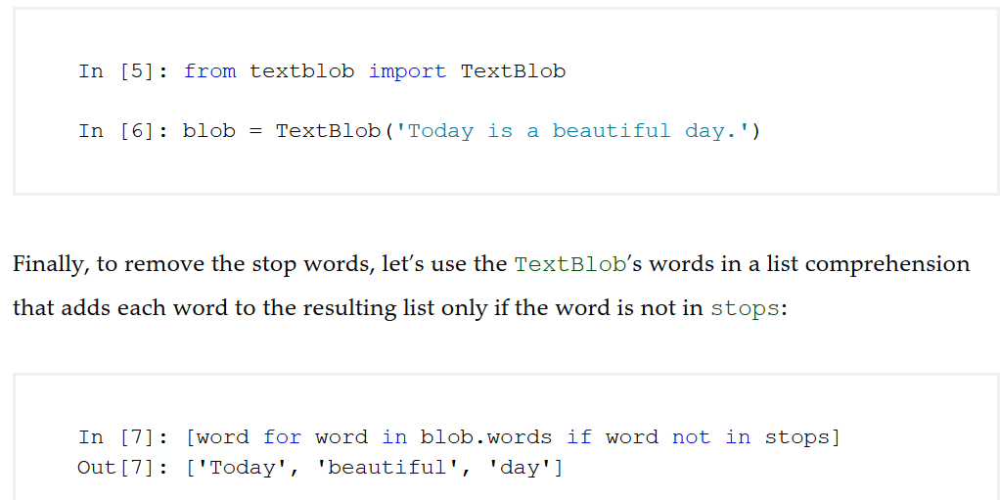 In [5]: from textblob import TextBlob
In [6]: blob = TextBlob('Today is a beautiful day.')
Finally, to remove the stop words, let’s use the TextBlob’s words in a list comprehension
that adds each word to the resulting list only if the word is not in stops:
In [7]: [word for word in blob.words if word not in stops]
Out[7]: ['Today', 'beautiful', 'day']